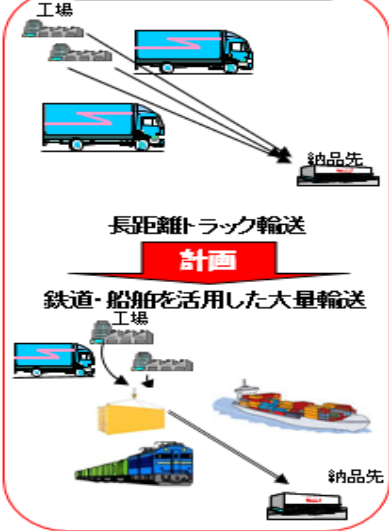 工場
納品先
長距離トラック輸送
計画
鉄道・船舶を活用した大量輸送
工場
納品先